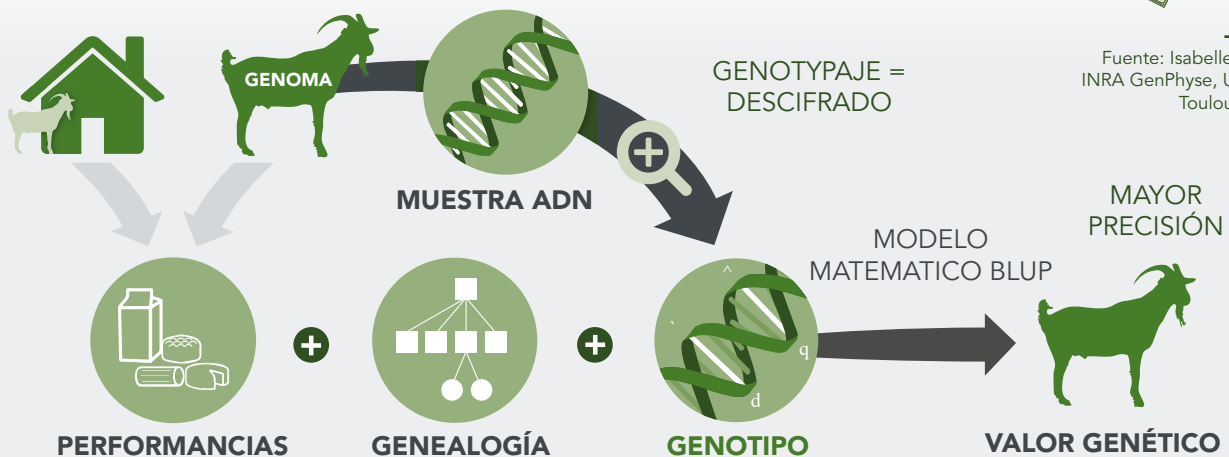 GENOMA
MUESTRA ADN
GENOTYPAJE =
DESCIFRADO
Fuente: Isabelle
INRA GenPhyse,
MAYOR
PRECISIÓN
MODELO
MATEMATICO BLUP
q
d
PERFORMANCIAS
GENEALOGÍA
GENOTIPO
VALOR GENÉTICO